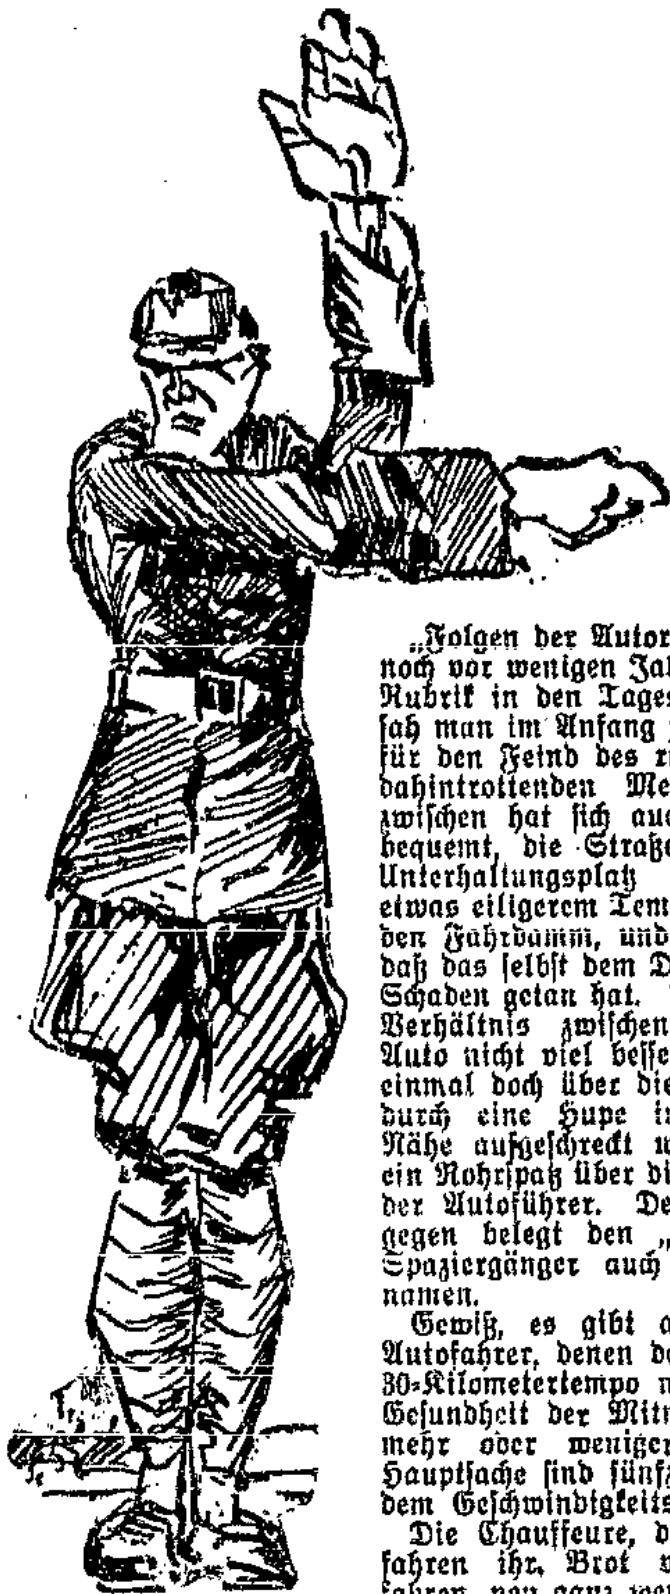 „Folgen der Autor
noch vor wenigen Jah
Rubrik in den Tages
sah man im Anfang
für den Feind des r
dahintrottenden Me
zwischen hat sich auc
bequemt, die Straße
Unterhaltungsplatz
etwas eiligerem Tem
den Fahrdamm, und
daß das selbst dem D
Schaden getan hat.
Verhältnis zwischen
Auto nicht viel besse
einmal doch über die
durch eine Hupe i
Nähe aufgeschreckt w
ein Rohrspatz über di
der Autoführer. De
gegen belegt den „
Spaziergänger auch
namen.
Gewiß, es gibt a
Autofahrer, denen d
30=Kilometertempo n
Gesundheit der Mit
mehr oder weniger
Hauptsache sind fünf
dem Geschwindigkeits
Die Chauffeure, d
fahren ihr Brot
fahren von ganz